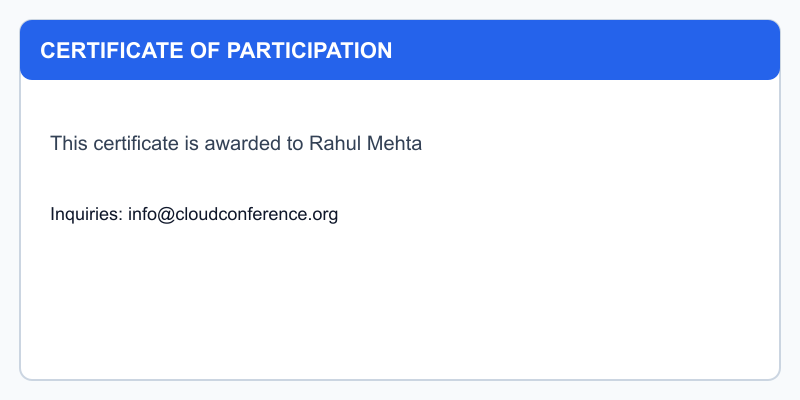 CERTIFICATE OF PARTICIPATION
This certificate is awarded to Rahul Mehta
Inquiries: info@cloudconference.org